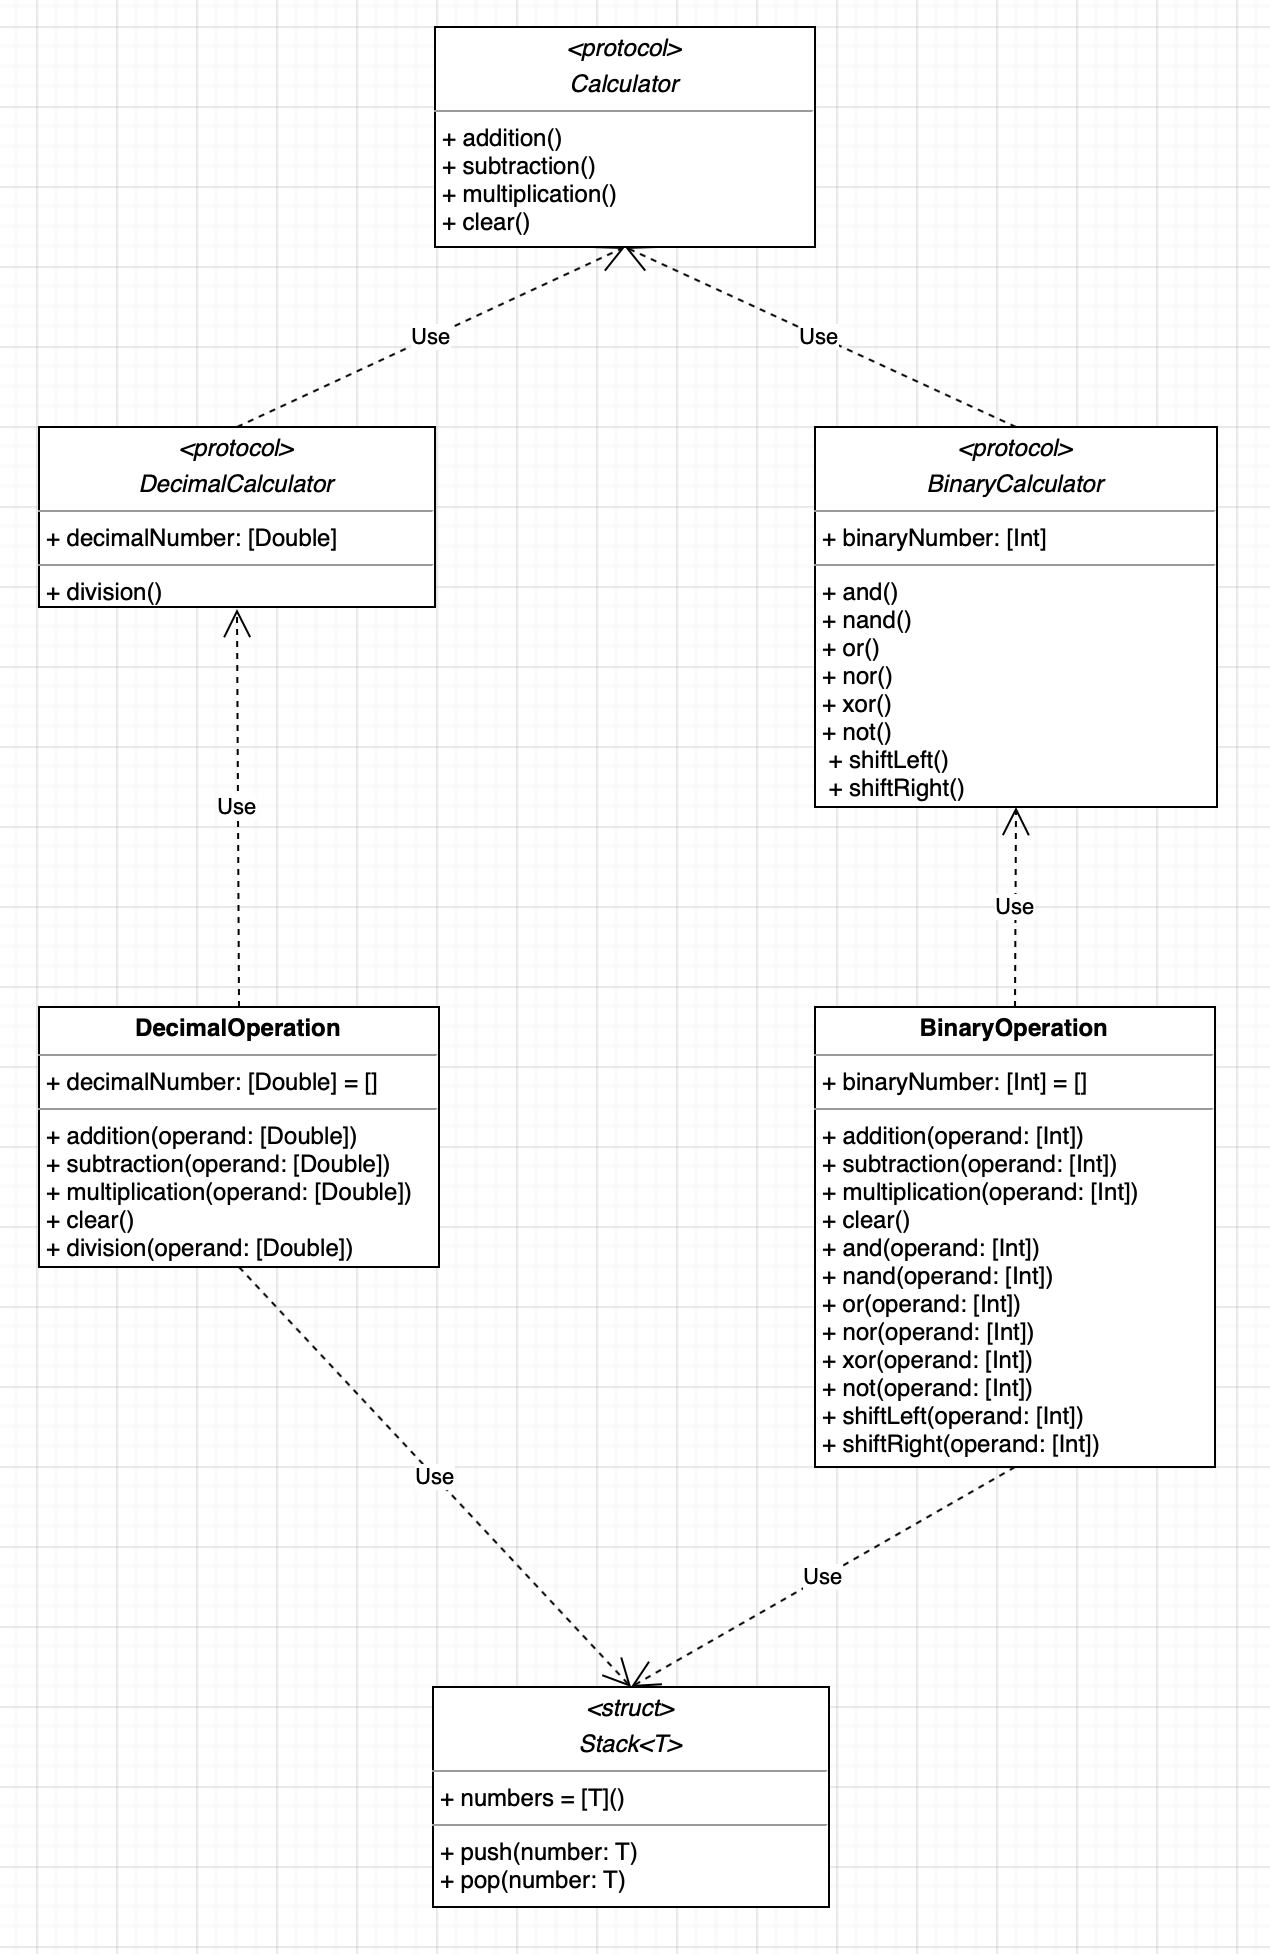 <protocol>
Calculator
+ addition()
+ subtraction()
+ multiplication()
+ clear()
Use
Use
<protocol>
DecimalCalculator
+ decimalNumber: [Double]
+ division()
<protocol>
BinaryCalculator
+ binaryNumber: [Int]
+ and()
+ nand()
+ or()
+ nor()
+ xor()
+ not()
+ shiftLeft()
+ shiftRight()
Use
Use
DecimalOperation
+ decimalNumber: [Double] = []
+ addition(operand: [Double])
+ subtraction(operand: [Double])
+ multiplication(operand: [Double])
+ clear()
+ division(operand: [Double])
BinaryOperation
+ binaryNumber: [Int] = []
+ addition(operand: [Int])
+ subtraction(operand: [Int])
+ multiplication(operand: [Int])
+ clear()
+ and(operand: [Int])
+ nand(operand: [Int])
+ or(operand: [Int])
+ nor(operand: [Int])
+ xor(operand: [Int])
+ not(operand: [Int])
+ shiftLeft(operand: [Int])
+ shiftRight(operand: [Int])
Use
Use
<struct>
Stack<T>
+ numbers = [T]()
+ push(number: T)
+ pop(number: T)